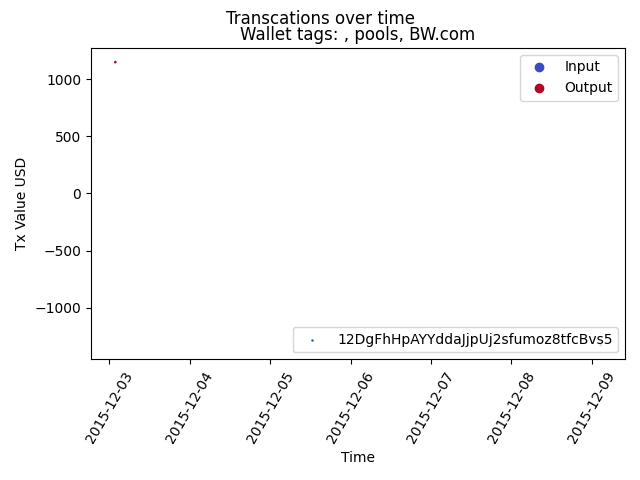 Transcations over time
Wallet tags: , pools, BW.com
Input
Output
1000
500
0
−500
−1000
Tx Value USD
12DgFhHpAYYddaJjpUj2sfumoz8tfcBvs5
2015-12-03
2015-12-04
2015-12-05
2015-12-06
2015-12-07
2015-12-08
2015-12-09
Time